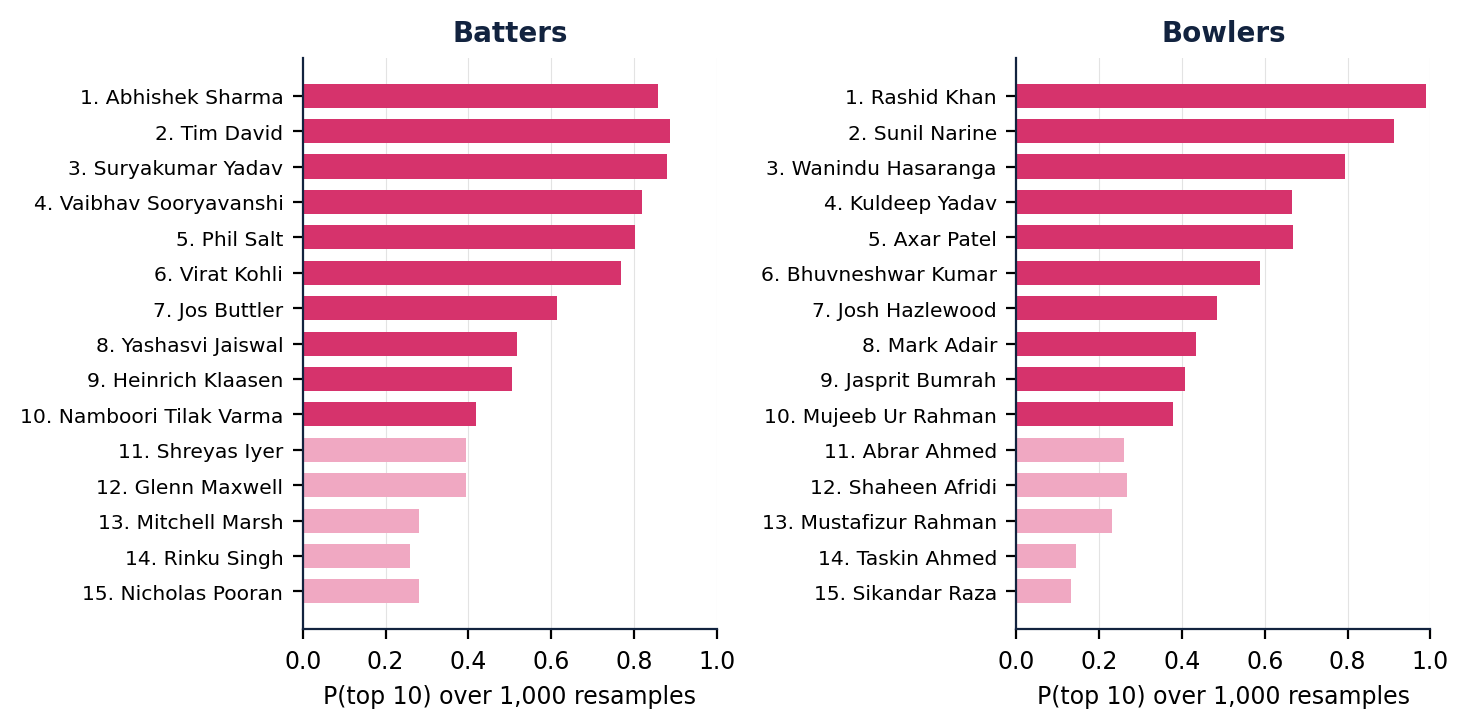 Batters
1. Abhishek Sharma
2. Tim David
3. Suryakumar Yadav
4. Vaibhav Sooryavanshi
5. Phil Salt
6. Virat Kohli
7. Jos Buttler
8. Yashasvi Jaiswal
9. Heinrich Klaasen
10. Namboori Tilak Varma
11. Shreyas Iyer
12. Glenn Maxwell
13. Mitchell Marsh
14. Rinku Singh
15. Nicholas Pooran
0.0 0.2 0.4 0.6 0.8 1.0
P(top 10) over 1,000 resamples
Bowlers
1. Rashid Khan
2. Sunil Narine
3. Wanindu Hasaranga
4. Kuldeep Yadav
5. Axar Patel
6. Bhuvneshwar Kumar
7. Josh Hazlewood
8. Mark Adair
9. Jasprit Bumrah
10. Mujeeb Ur Rahman
11. Abrar Ahmed
12. Shaheen Afridi
13. Mustafizur Rahman
14. Taskin Ahmed
15. Sikandar Raza
0.0 0.2 0.4 0.6 0.8 1.0
P(top 10) over 1,000 resamples